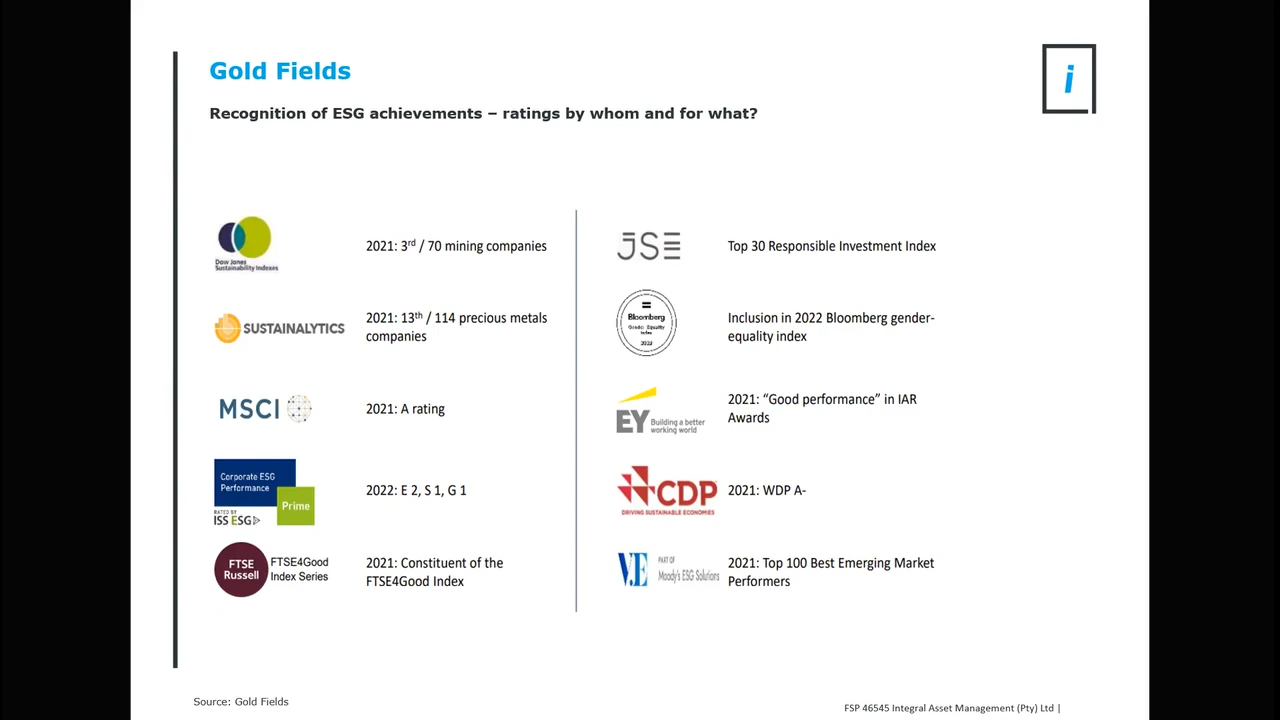 Gold Fields
i
Recognition of ESG achievements – ratings by whom and for what?
Dow Jones
Sustainability Indexes
2021: 3rd / 70 mining companies
SUSTAINALYTICS
2021: 13th / 114 precious metals
companies
MSCI
2021: A rating
Corporate ESG
Performance
Prime
RATED BY
ISS ESG
2022: E 2, S 1, G 1
FTSE
Russell
FTSE4Good
Index Series
2021: Constituent of the
FTSE4Good Index
JSE
Top 30 Responsible Investment Index
Bloomberg
Gender Equality
Index
2022
Inclusion in 2022 Bloomberg gender-
equality index
EY
Building a better
working world
2021: “Good performance” in IAR
Awards
CDP
DRIVING SUSTAINABLE ECONOMIES
2021: WDP A-
V.E
PART OF
Moody's ESG Solutions
2021: Top 100 Best Emerging Market
Performers
Source: Gold Fields
FSP 46545 Integral Asset Management (Pty) Ltd |